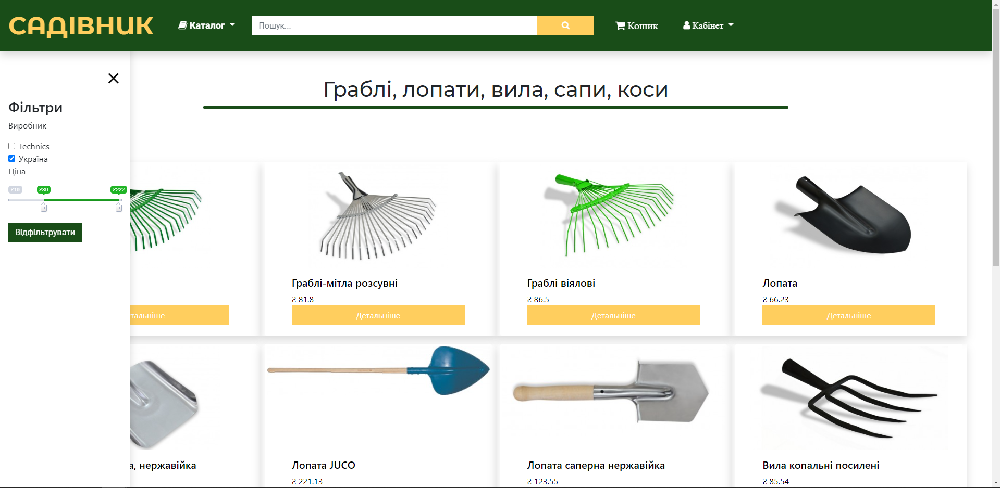 САДІВНИК
Каталог
Пошук...
Кошик
Кабінет
Граблі, лопати, вила, сапи, коси
Фільтри
Виробник
Technics
Україна
Ціна
₴19 ₴80 ₴222
Відфільтрувати
Граблі-мітла розсувні
₴ 81.8
Детальніше
Граблі віялові
₴ 86.5
Детальніше
Лопата
₴ 66.23
Детальніше
тальніше
а, нержавійка
Лопата JUCO
₴ 221.13
Лопата саперна нержавійка
₴ 123.55
Вила копальні посилені
₴ 85.54